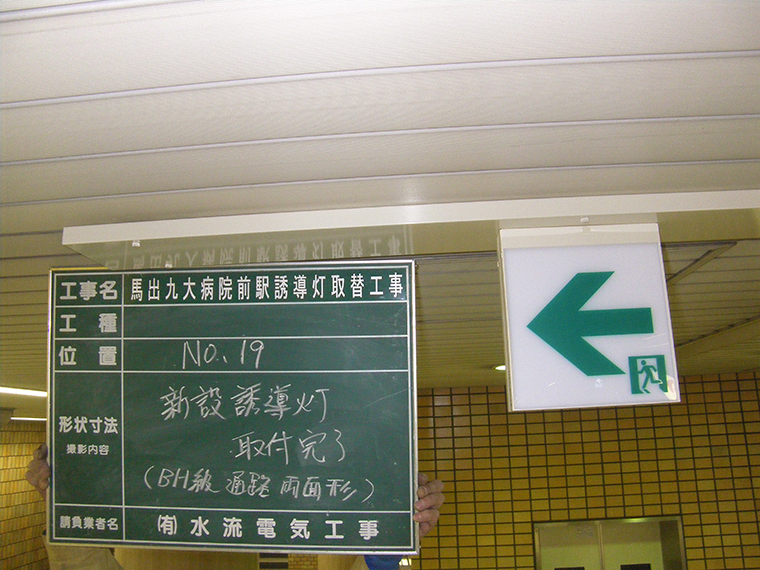 工事名 馬出九大病院前駅誘導灯取替工事
工種
位置 No. 19
形状寸法
撮影内容
新設誘導灯
取付完了
(BH級 通路 両面形)
請負業者名 (有)水流電気工事